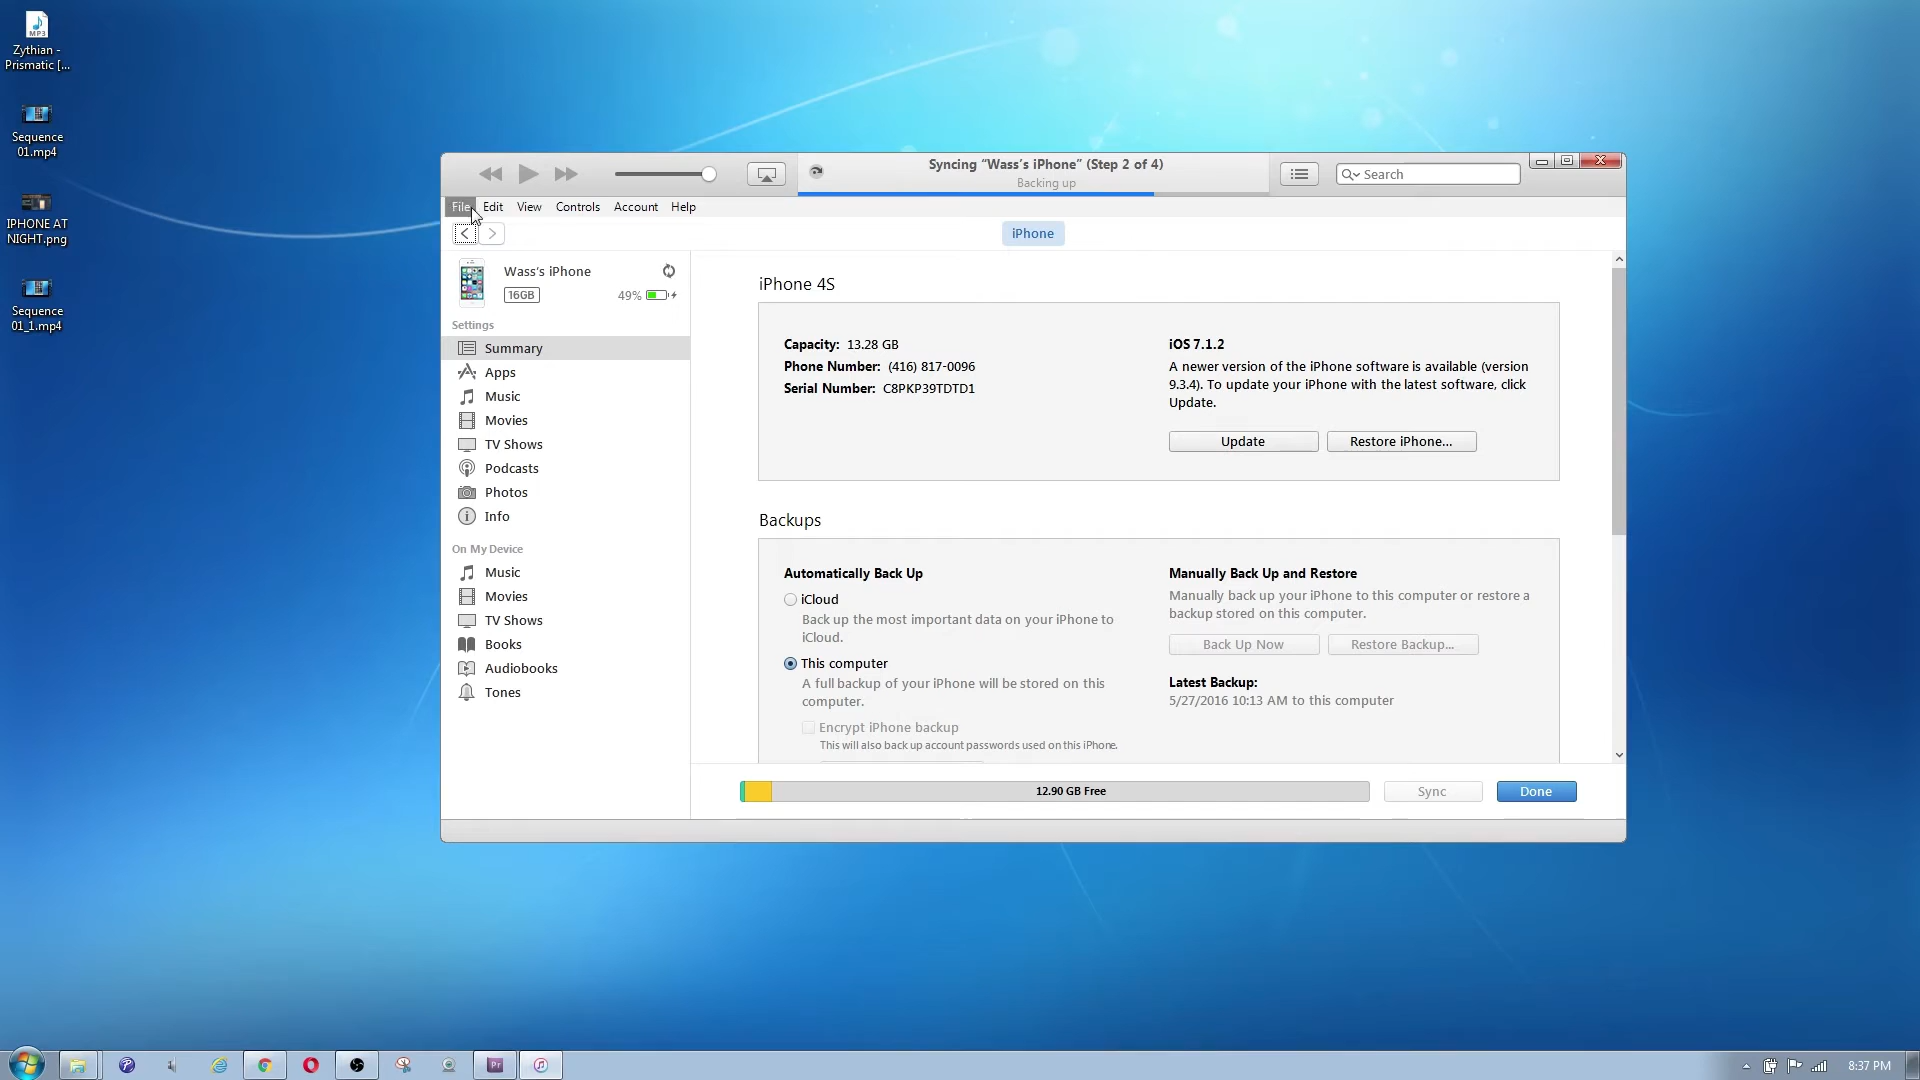 Zythian -
Prismatic [...
Sequence
01.mp4
IPHONE AT
NIGHT.png
Sequence
01_1.mp4
Syncing “Wass’s iPhone” (Step 2 of 4)
Backing up
Search
File Edit View Controls Account Help
iPhone
Wass’s iPhone
16GB 49%
Settings
Summary
Apps
Music
Movies
TV Shows
Podcasts
Photos
Info
On My Device
Music
Movies
TV Shows
Books
Audiobooks
Tones
iPhone 4S
Capacity: 13.28 GB
Phone Number: (416) 817-0096
Serial Number: C8PKP39TDTD1
iOS 7.1.2
A newer version of the iPhone software is available (version
9.3.4). To update your iPhone with the latest software, click
Update.
Update Restore iPhone...
Backups
Automatically Back Up
iCloud
Back up the most important data on your iPhone to
iCloud.
This computer
A full backup of your iPhone will be stored on this
computer.
Encrypt iPhone backup
This will also back up account passwords used on this iPhone.
Manually Back Up and Restore
Manually back up your iPhone to this computer or restore a
backup stored on this computer.
Back Up Now Restore Backup...
Latest Backup:
5/27/2016 10:13 AM to this computer
12.90 GB Free
Sync Done
Pr
8:37 PM